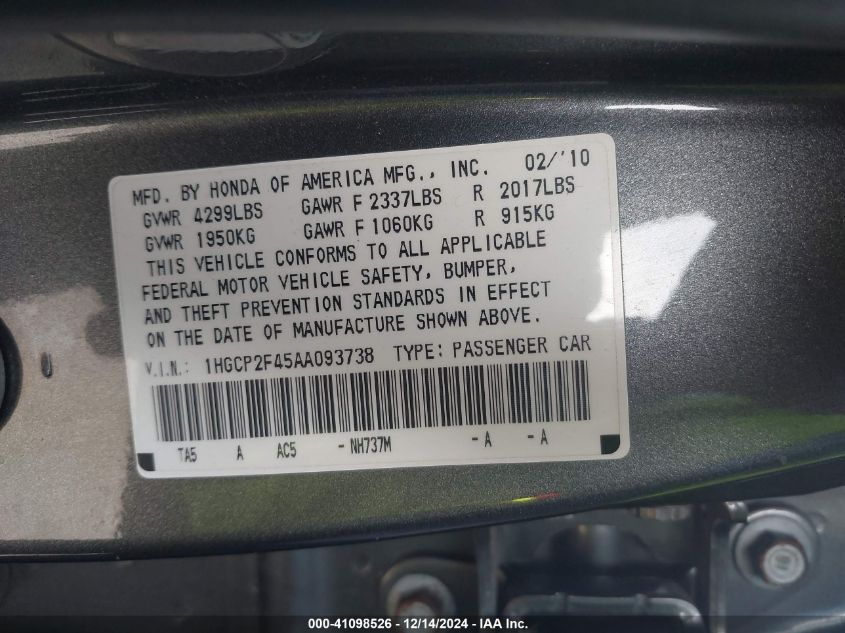 MFD. BY HONDA OF AMERICA MFG., INC. 02/'10
GVWR 4299LBS GAWR F 2337LBS R 2017LBS
GVWR 1950KG GAWR F 1060KG R 915KG
THIS VEHICLE CONFORMS TO ALL APPLICABLE
FEDERAL MOTOR VEHICLE SAFETY, BUMPER,
AND THEFT PREVENTION STANDARDS IN EFFECT
ON THE DATE OF MANUFACTURE SHOWN ABOVE.
V.I.N.: 1HGCP2F45AA093738 TYPE: PASSENGER CAR
TA5 A AC5 -NH737M -A -A
000-41098526 - 12/14/2024 - IAA Inc.